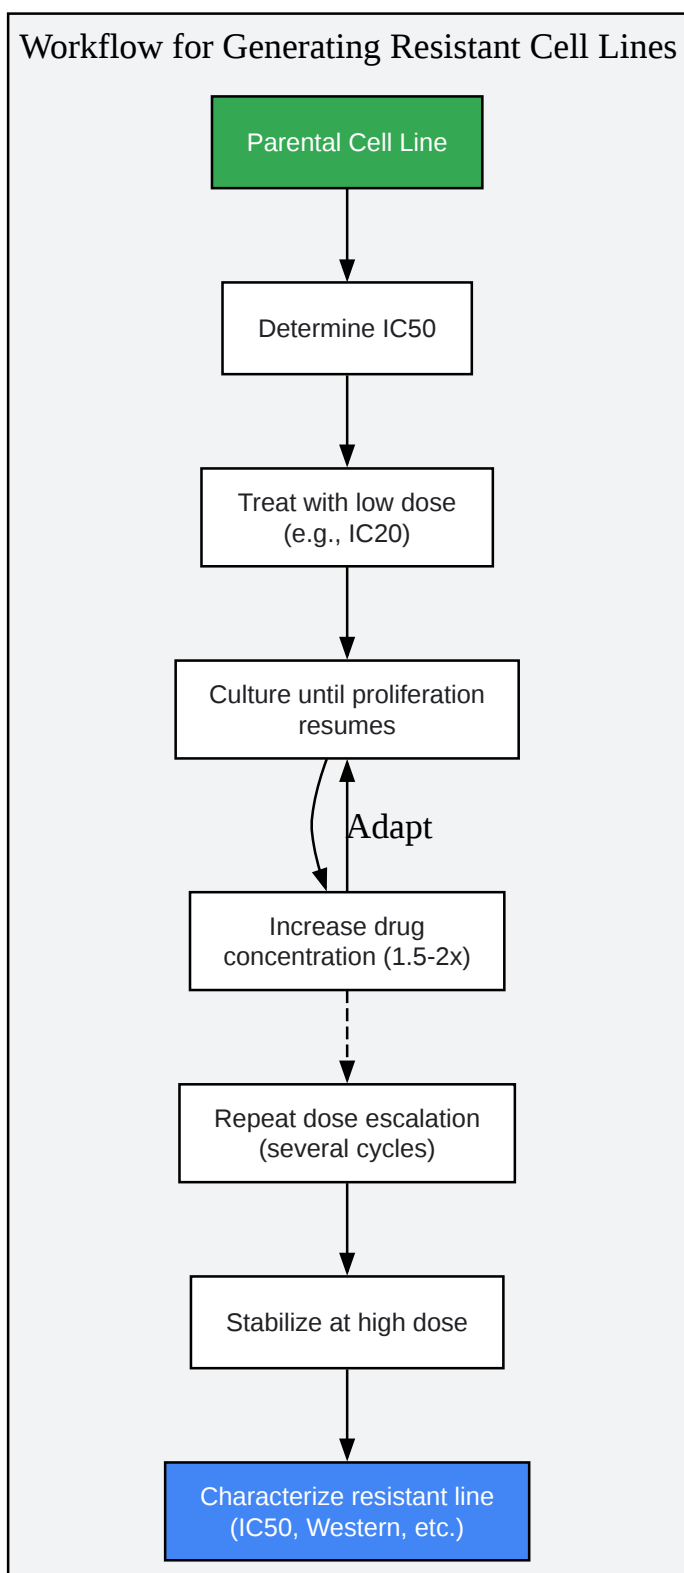 Workflow for Generating Resistant Cell Lines
Parental Cell Line
Determine IC50
Treat with low dose
(e.g., IC20)
Culture until proliferation
resumes
Adapt
Increase drug
concentration (1.5-2x)
Repeat dose escalation
(several cycles)
Stabilize at high dose
Characterize resistant line
(IC50, Western, etc.)